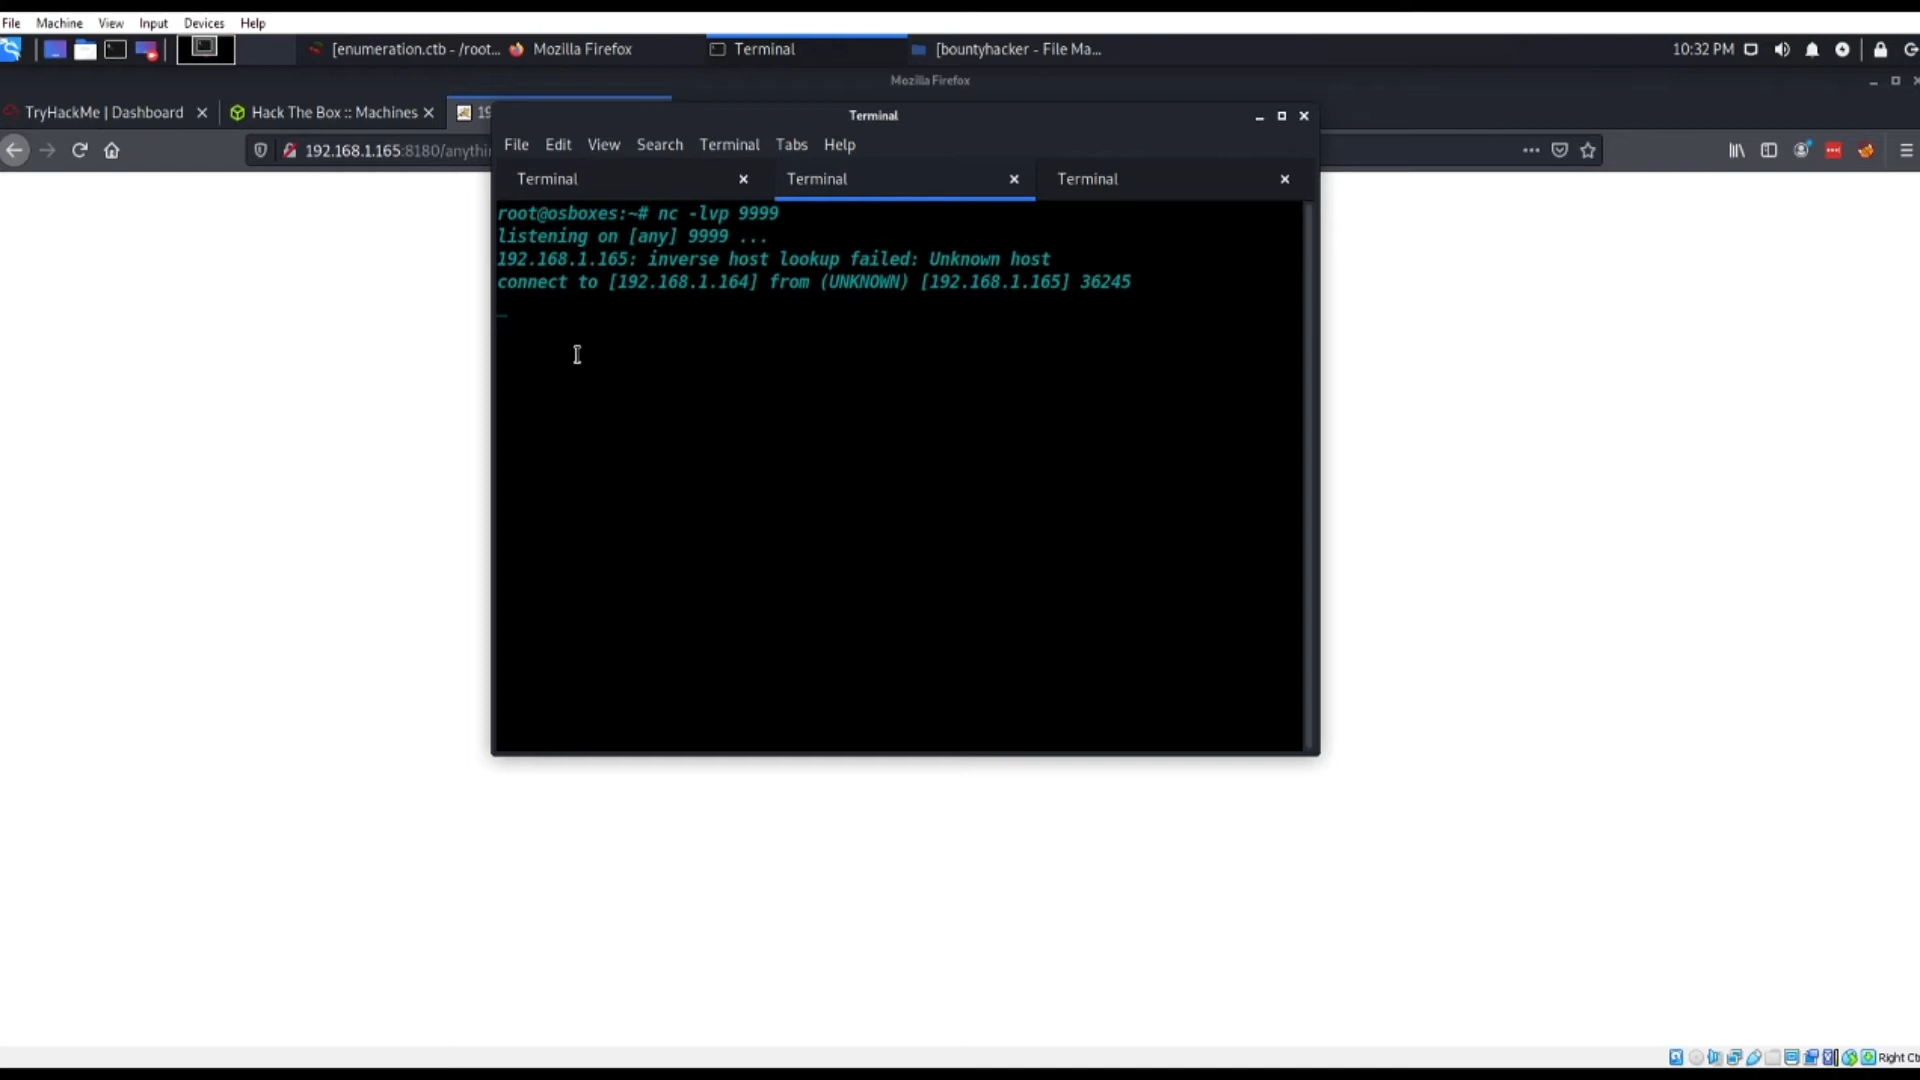 File Machine View Input Devices Help
[enumeration.ctb - /root... Mozilla Firefox Terminal [bountyhacker - File Ma... 10:32 PM
Mozilla Firefox
TryHackMe | Dashboard Hack The Box :: Machines 19
Terminal
192.168.1.165:8180/anythi
File Edit View Search Terminal Tabs Help
Terminal Terminal Terminal
root@osboxes:~# nc -lvp 9999
listening on [any] 9999 ...
192.168.1.165: inverse host lookup failed: Unknown host
connect to [192.168.1.164] from (UNKNOWN) [192.168.1.165] 36245
Right Ct